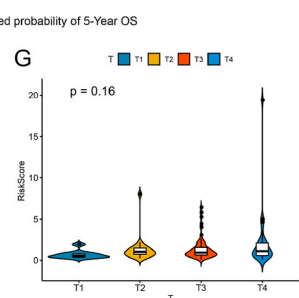 ed probability of 5-Year OS
G
T T1 T2 T3 T4
p = 0.16
20
15
10
5
0
RiskScore
T1 T2 T3 T4